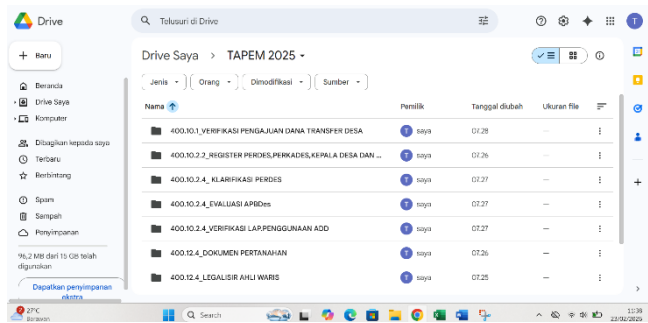 Drive
Telusuri di Drive
T
Baru
Drive Saya > TAPEM 2025
Jenis
Orang
Dimodifikasi
Sumber
Beranda
Drive Saya
Komputer
Dibagikan kepada saya
Terbaru
Berbintang
Spam
Sampah
Penyimpanan
96,2 MB dari 15 GB telah
digunakan
Dapatkan penyimpanan
ekstra
Nama Pemilik Tanggal diubah Ukuran file
400.10.1_VERIFIKASI PENGAJUAN DANA TRANSFER DESA T saya 07.28 —
400.10.2.2_REGISTER PERDES,PERKADES,KEPALA DESA DAN ... T saya 07.26 —
400.10.2.4_ KLARIFIKASI PERDES T saya 07.27 —
400.10.2.4_EVALUASI APBDes T saya 07.27 —
400.10.2.4_VERIFIKASI LAP.PENGGUNAAN ADD T saya 07.27 —
400.12.4_DOKUMEN PERTANAHAN T saya 07.26 —
400.12.4_LEGALISIR AHLI WARIS T saya 07.25 —
27°C
Berawan
Search
11:38
23/02/2025